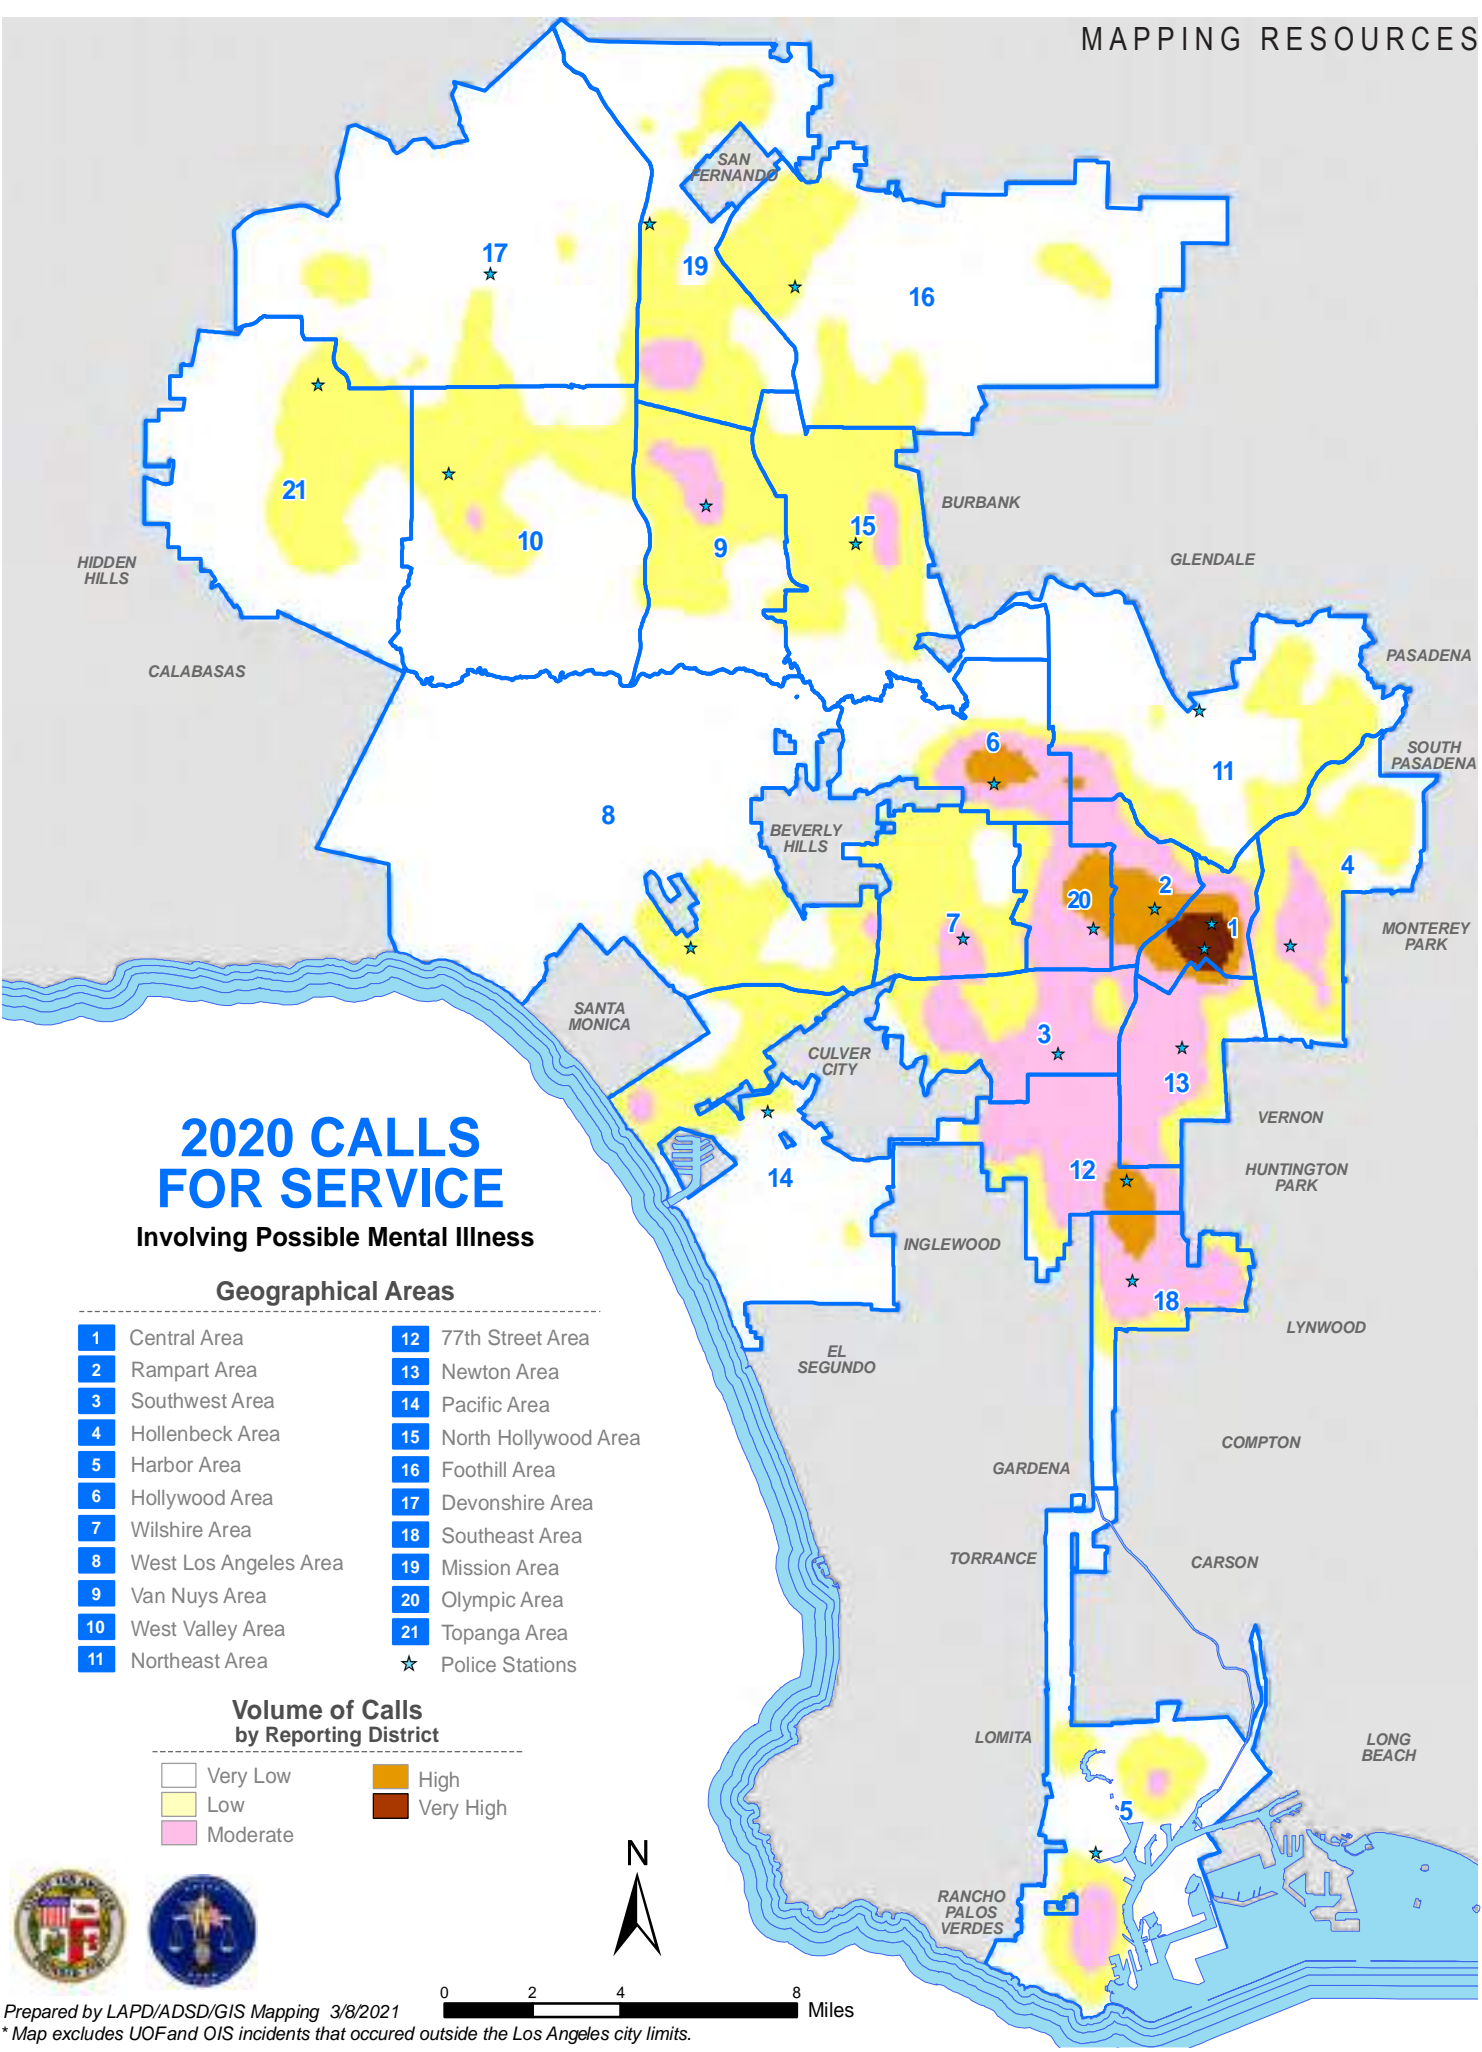 MAPPING RESOURCES
SAN
FERNANDO
17
19
16
21
10
9
15
BURBANK
GLENDALE
HIDDEN
HILLS
CALABASAS
PASADENA
SOUTH
PASADENA
6
11
8
BEVERLY
HILLS
4
2
20
7
1
MONTEREY
PARK
SANTA
MONICA
CULVER
CITY
3
13
VERNON
HUNTINGTON
PARK
12
14
INGLEWOOD
18
LYNWOOD
EL
SEGUNDO
COMPTON
GARDENA
TORRANCE
CARSON
LOMITA
LONG
BEACH
5
RANCHO
PALOS
VERDES
2020 CALLS
FOR SERVICE
Involving Possible Mental Illness
Geographical Areas
1 Central Area
2 Rampart Area
3 Southwest Area
4 Hollenbeck Area
5 Harbor Area
6 Hollywood Area
7 Wilshire Area
8 West Los Angeles Area
9 Van Nuys Area
10 West Valley Area
11 Northeast Area
12 77th Street Area
13 Newton Area
14 Pacific Area
15 North Hollywood Area
16 Foothill Area
17 Devonshire Area
18 Southeast Area
19 Mission Area
20 Olympic Area
21 Topanga Area
Police Stations
Volume of Calls
by Reporting District
Very Low
Low
Moderate
High
Very High
N
0 2 4 8 Miles
Prepared by LAPD/ADSD/GIS Mapping 3/8/2021
* Map excludes UOFand OIS incidents that occured outside the Los Angeles city limits.